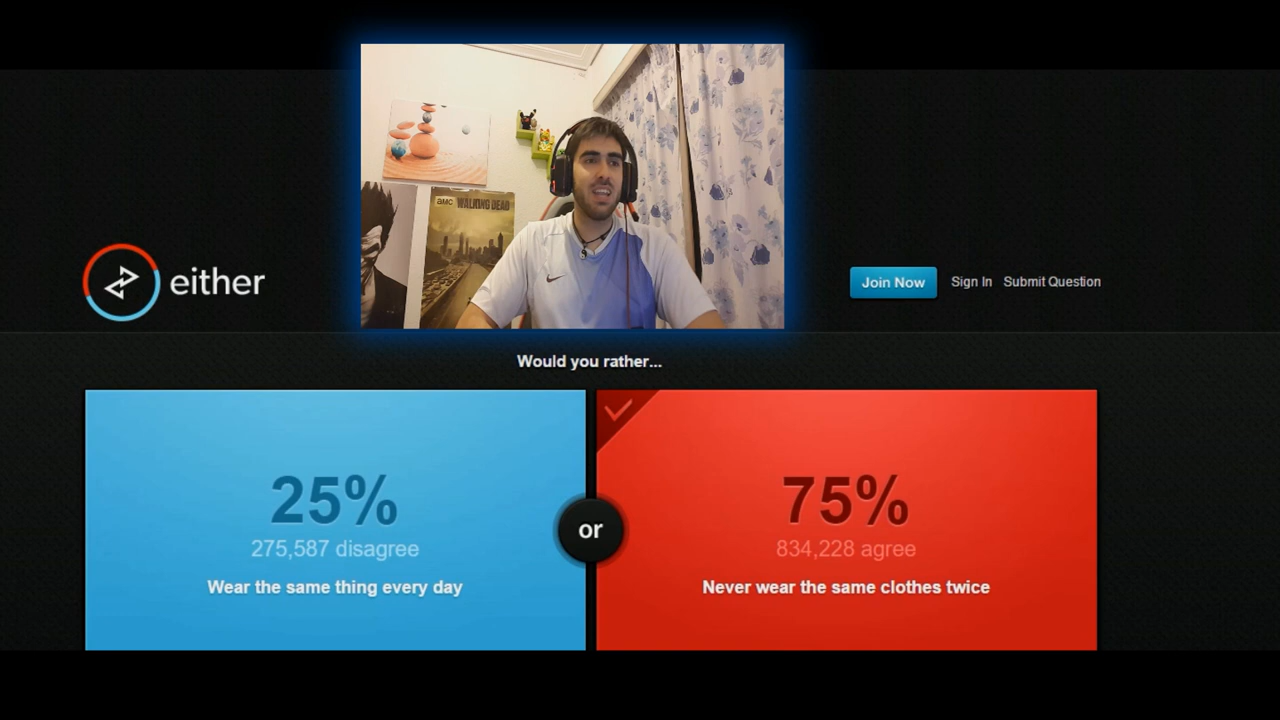 AMC WALKING DEAD
either
Join Now Sign In Submit Question
Would you rather...
25%
275,587 disagree
Wear the same thing every day
or
75%
834,228 agree
Never wear the same clothes twice